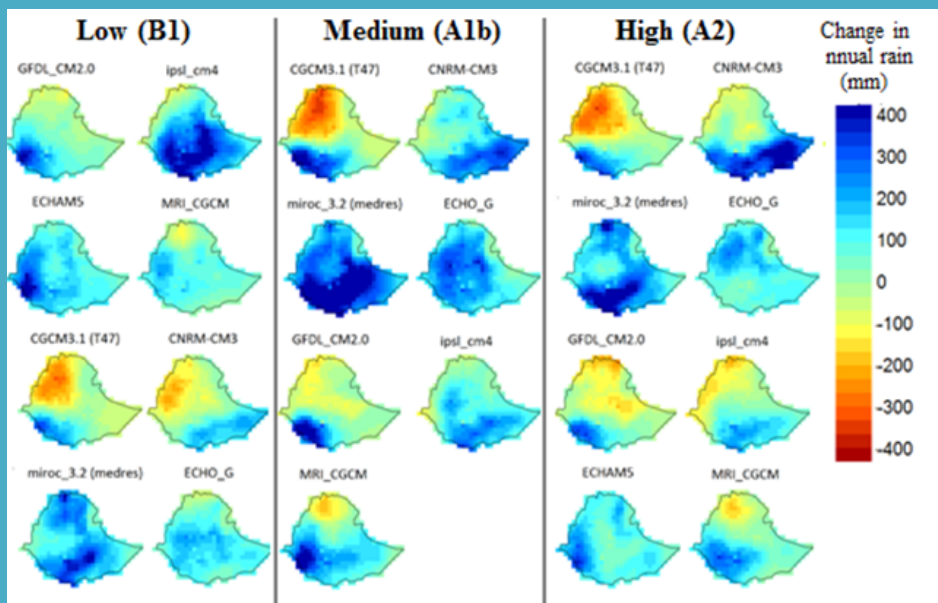 Low (B1)
GFDL_CM2.0
ipsl_cm4
ECHAM5
MRI_CGCM
CGCM3.1 (T47)
CNRM-CM3
miroc_3.2 (medres)
ECHO_G
Medium (A1b)
CGCM3.1 (T47)
CNRM-CM3
miroc_3.2 (medres)
ECHO_G
GFDL_CM2.0
ipsl_cm4
MRI_CGCM
High (A2)
CGCM3.1 (T47)
CNRM-CM3
miroc_3.2 (medres)
ECHO_G
GFDL_CM2.0
ipsl_cm4
ECHAM5
MRI_CGCM
Change in
nnual rain
(mm)
400
300
200
100
0
-100
-200
-300
-400